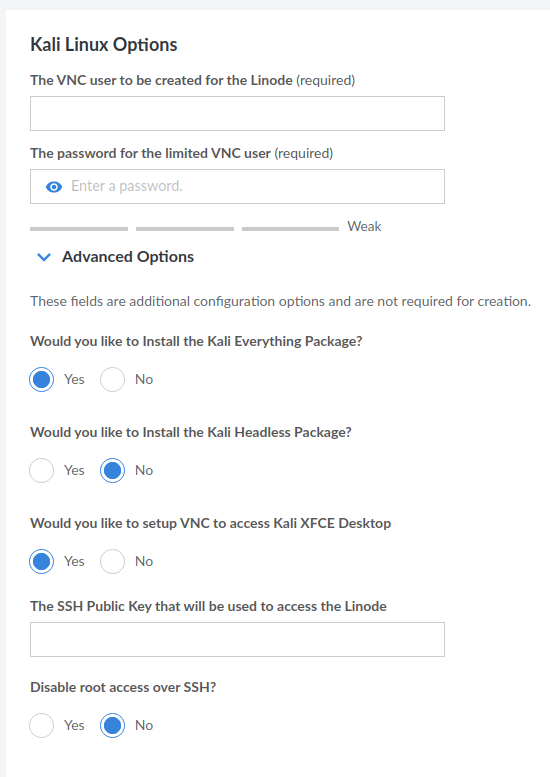 Kali Linux Options
The VNC user to be created for the Linode (required)
The password for the limited VNC user (required)
Enter a password.
Weak
Advanced Options
These fields are additional configuration options and are not required for creation.
Would you like to Install the Kali Everything Package?
Yes No
Would you like to Install the Kali Headless Package?
Yes No
Would you like to setup VNC to access Kali XFCE Desktop
Yes No
The SSH Public Key that will be used to access the Linode
Disable root access over SSH?
Yes No